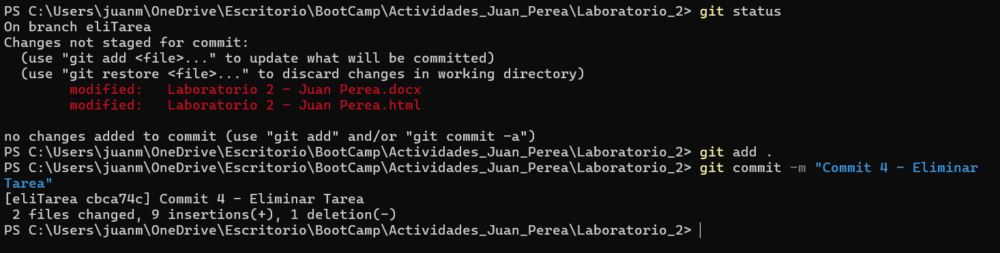 PS C:\Users\juanm\OneDrive\Escritorio\BootCamp\Actividades_Juan_Perea\Laboratorio_2> git status
On branch eliTarea
Changes not staged for commit:
  (use "git add <file>..." to update what will be committed)
  (use "git restore <file>..." to discard changes in working directory)
        modified:   Laboratorio 2 - Juan Perea.docx
        modified:   Laboratorio 2 - Juan Perea.html

no changes added to commit (use "git add" and/or "git commit -a")
PS C:\Users\juanm\OneDrive\Escritorio\BootCamp\Actividades_Juan_Perea\Laboratorio_2> git add .
PS C:\Users\juanm\OneDrive\Escritorio\BootCamp\Actividades_Juan_Perea\Laboratorio_2> git commit -m "Commit 4 - Eliminar
Tarea"
[eliTarea cbca74c] Commit 4 - Eliminar Tarea
 2 files changed, 9 insertions(+), 1 deletion(-)
PS C:\Users\juanm\OneDrive\Escritorio\BootCamp\Actividades_Juan_Perea\Laboratorio_2>